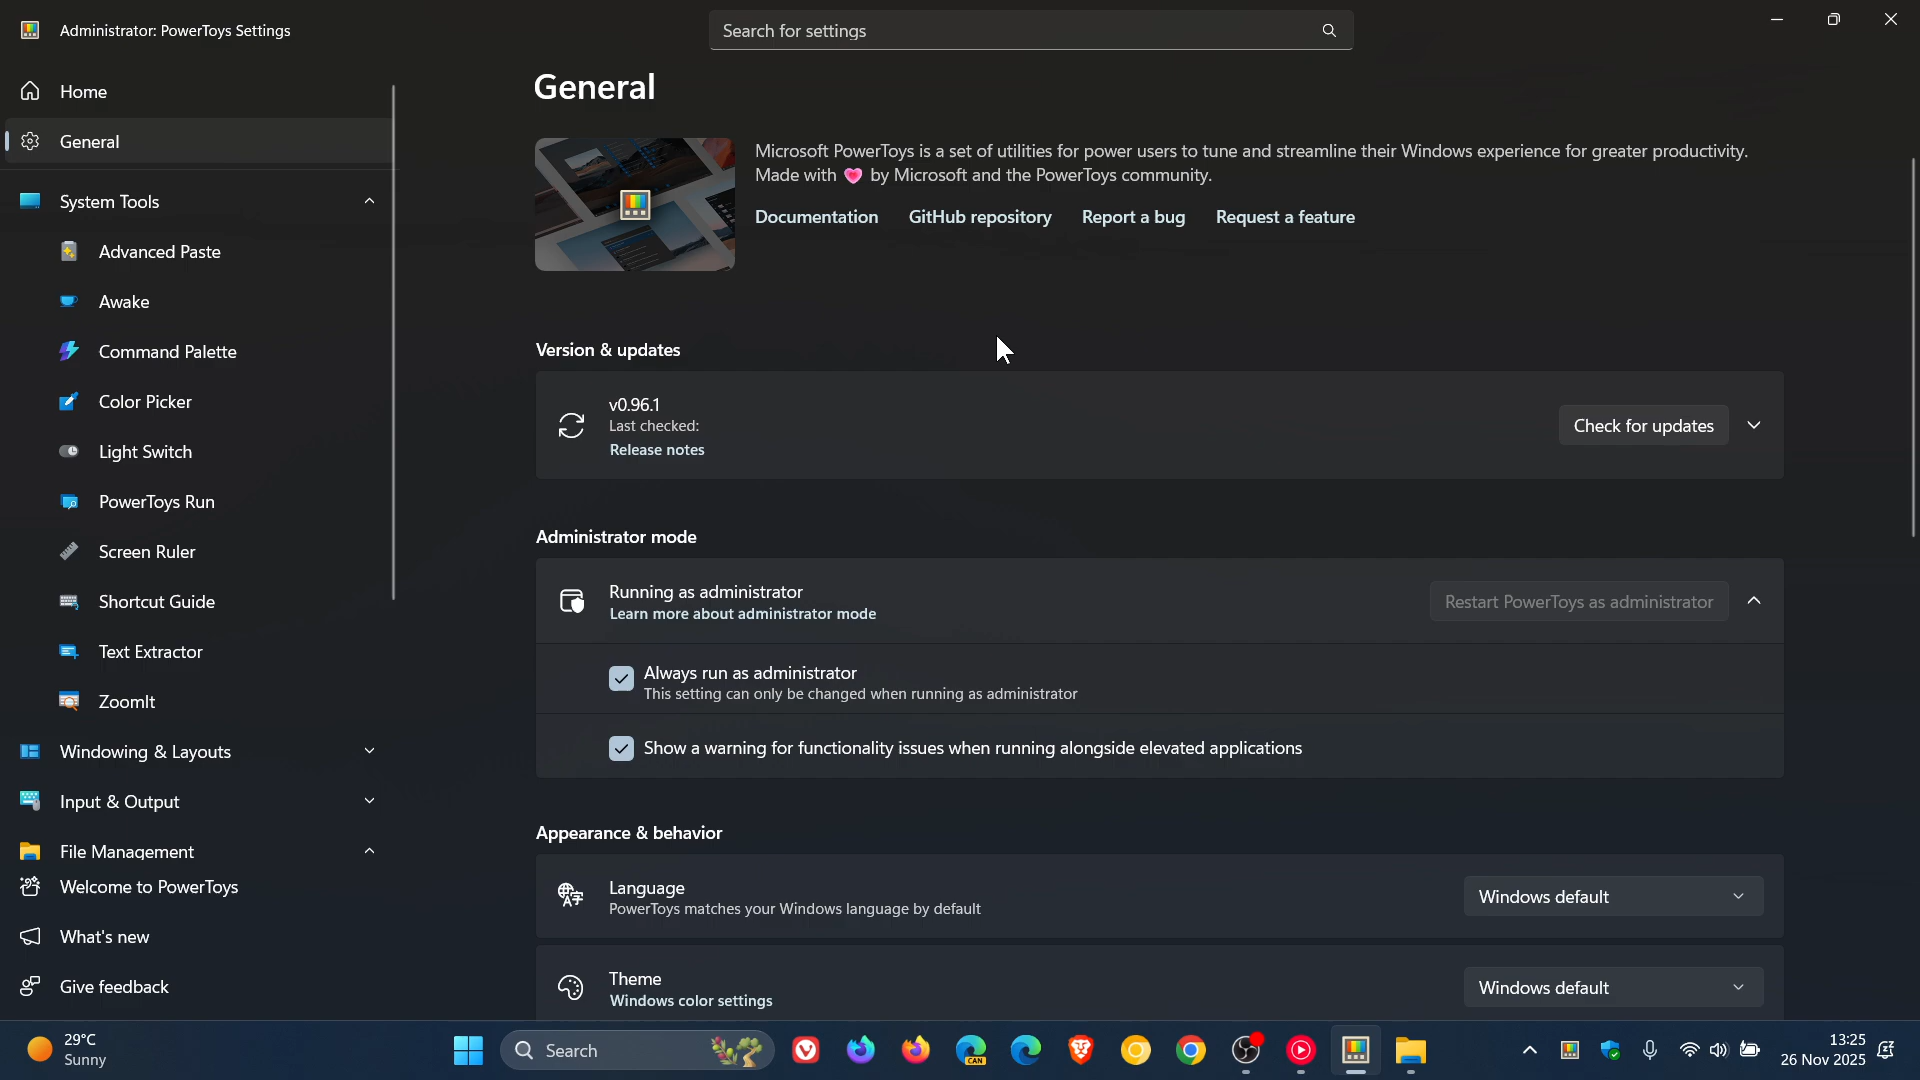 Administrator: PowerToys Settings
Search for settings
Home
General
System Tools
Advanced Paste
Awake
Command Palette
Color Picker
Light Switch
PowerToys Run
Screen Ruler
Shortcut Guide
Text Extractor
ZoomIt
Windowing & Layouts
Input & Output
File Management
Welcome to PowerToys
What's new
Give feedback
General
Microsoft PowerToys is a set of utilities for power users to tune and streamline their Windows experience for greater productivity.
Made with 💗 by Microsoft and the PowerToys community.
Documentation GitHub repository Report a bug Request a feature
Version & updates
v0.96.1
Last checked:
Release notes
Check for updates
Administrator mode
Running as administrator
Learn more about administrator mode
Restart PowerToys as administrator
Always run as administrator
This setting can only be changed when running as administrator
Show a warning for functionality issues when running alongside elevated applications
Appearance & behavior
Language
PowerToys matches your Windows language by default
Windows default
Theme
Windows color settings
Windows default
29°C
Sunny
Search
CAN
13:25
26 Nov 2025